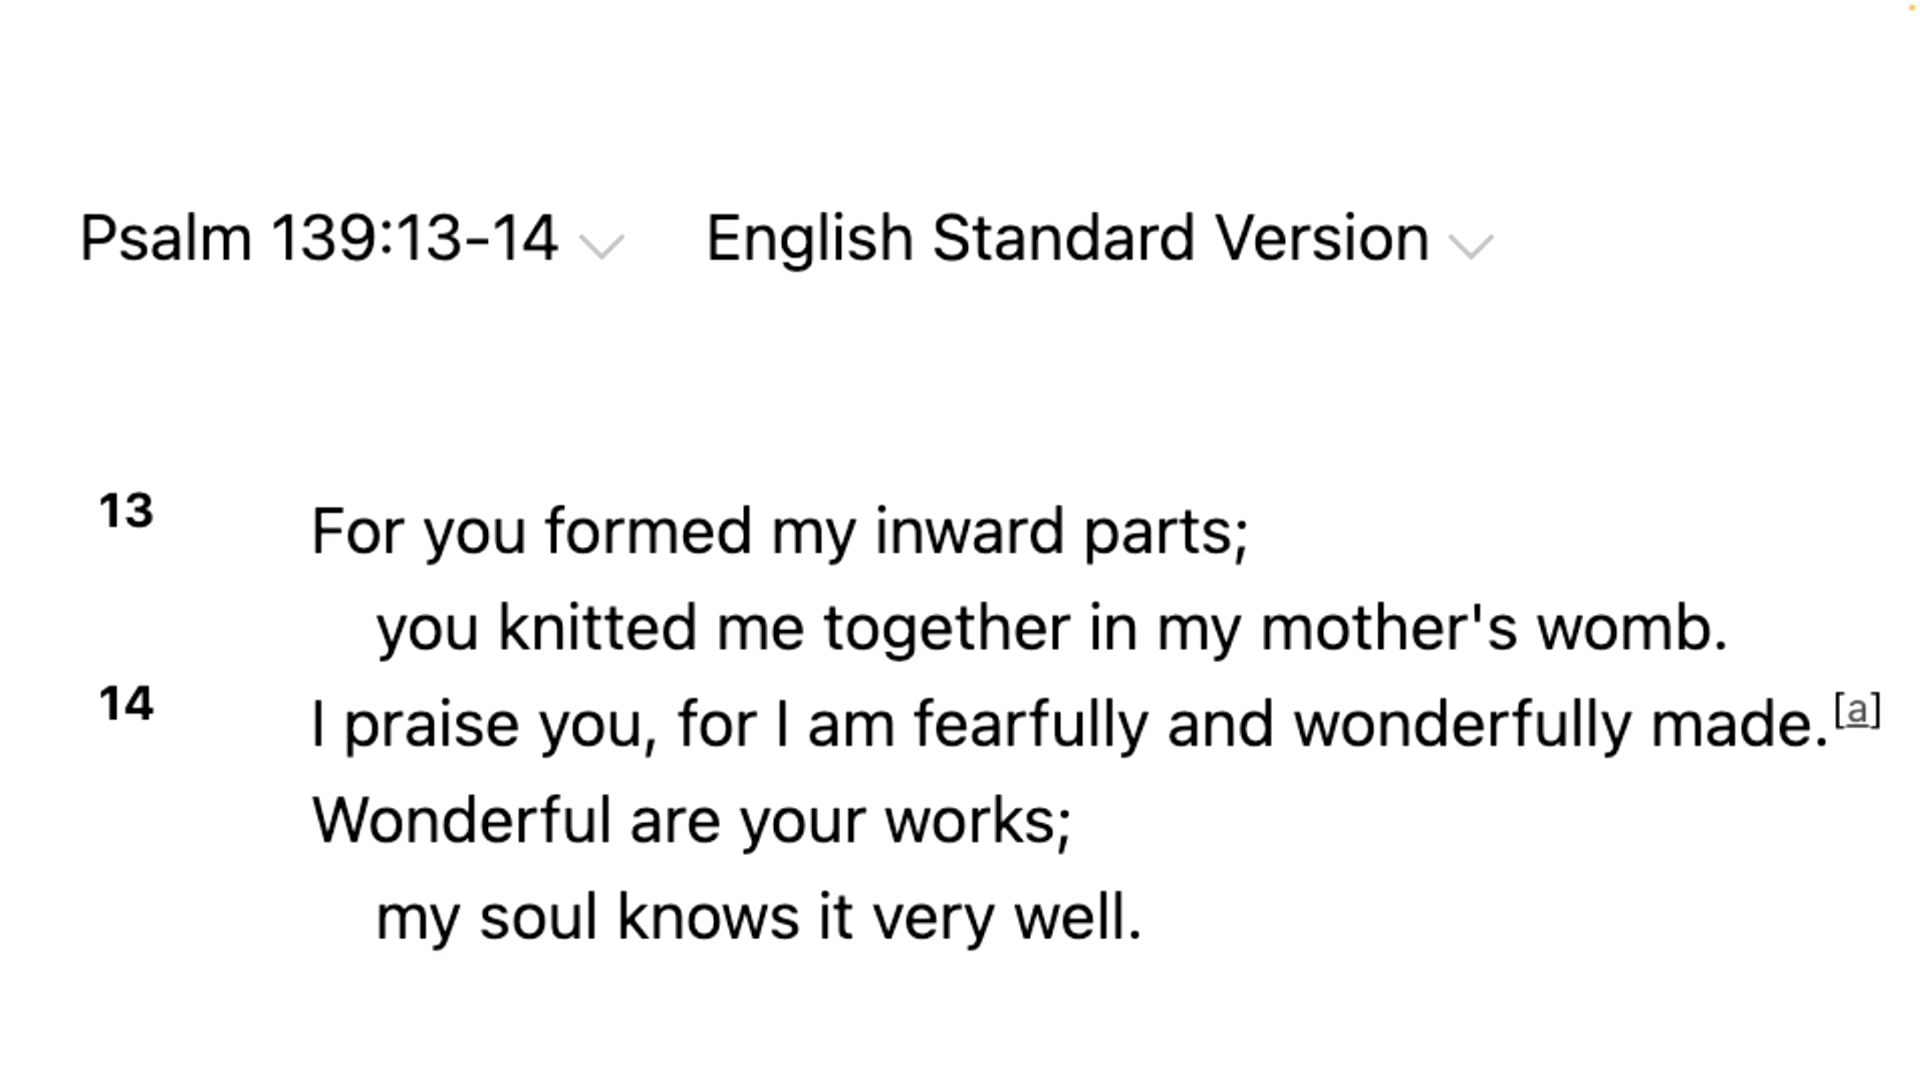 Psalm 139:13-14 English Standard Version
13 For you formed my inward parts;
you knitted me together in my mother's womb.
14 I praise you, for I am fearfully and wonderfully made.[a]
Wonderful are your works;
my soul knows it very well.